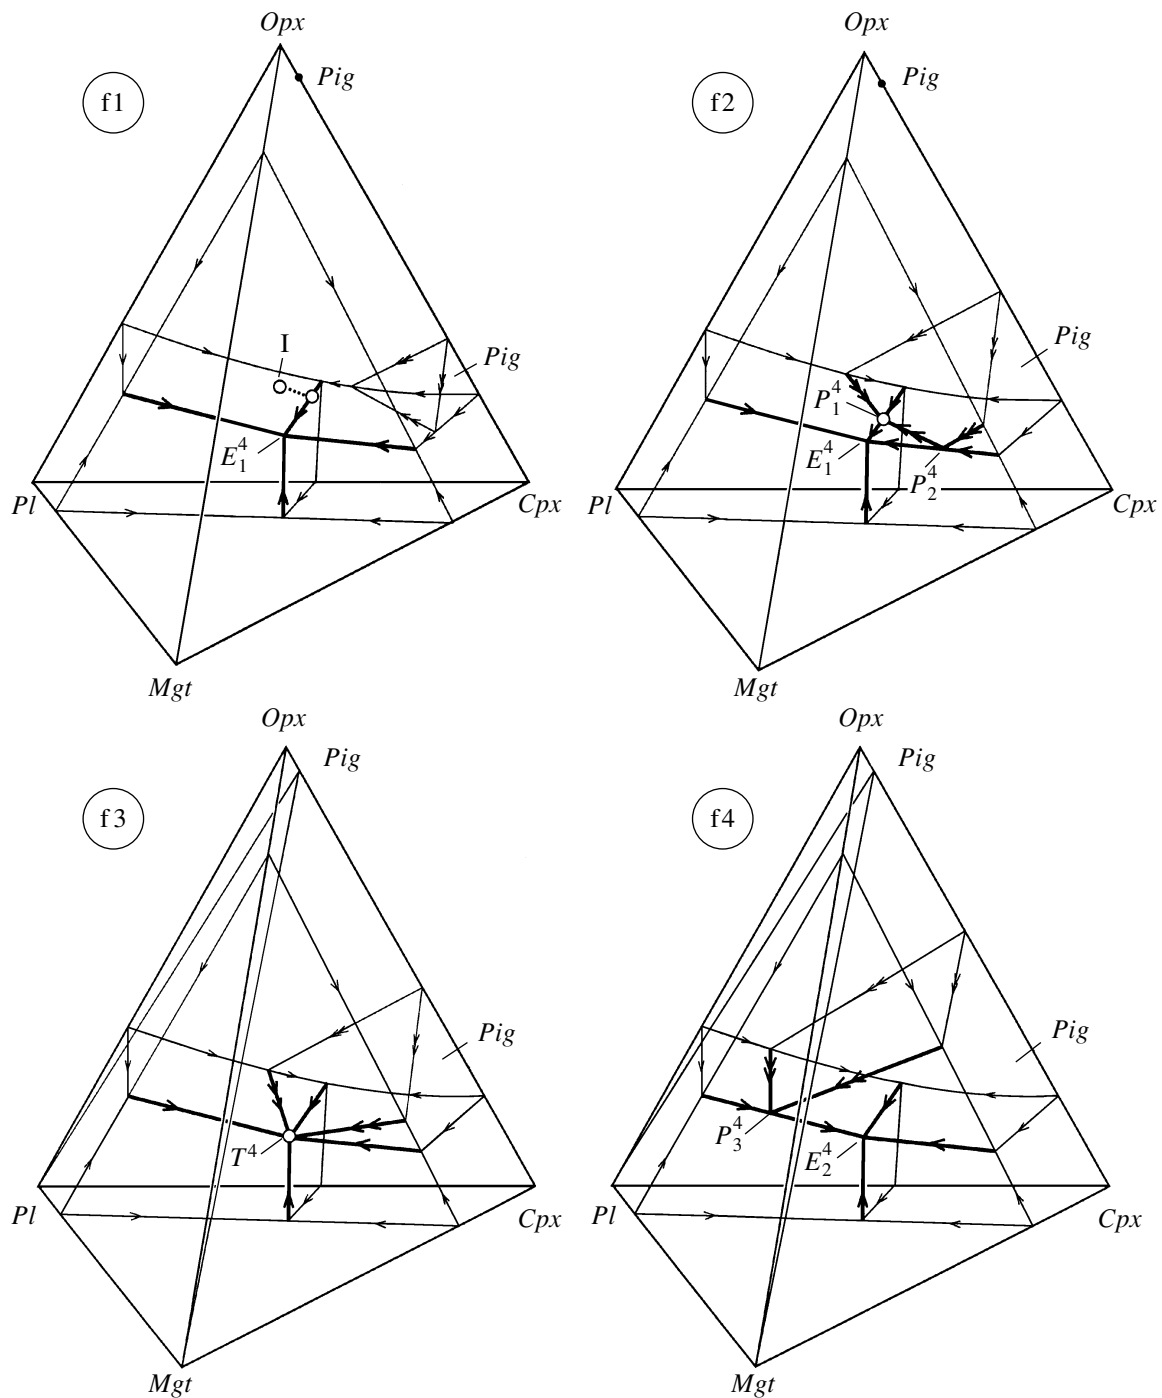 Opx
Pig
f1
I
Pig
E₁⁴
Pl
Cpx
Mgt
Opx
Pig
f2
Pig
P₁⁴
E₁⁴
P₂⁴
Pl
Cpx
Mgt
Opx
Pig
f3
Pig
T⁴
Pl
Cpx
Mgt
Opx
Pig
f4
Pig
P₃⁴
E₂⁴
Pl
Cpx
Mgt